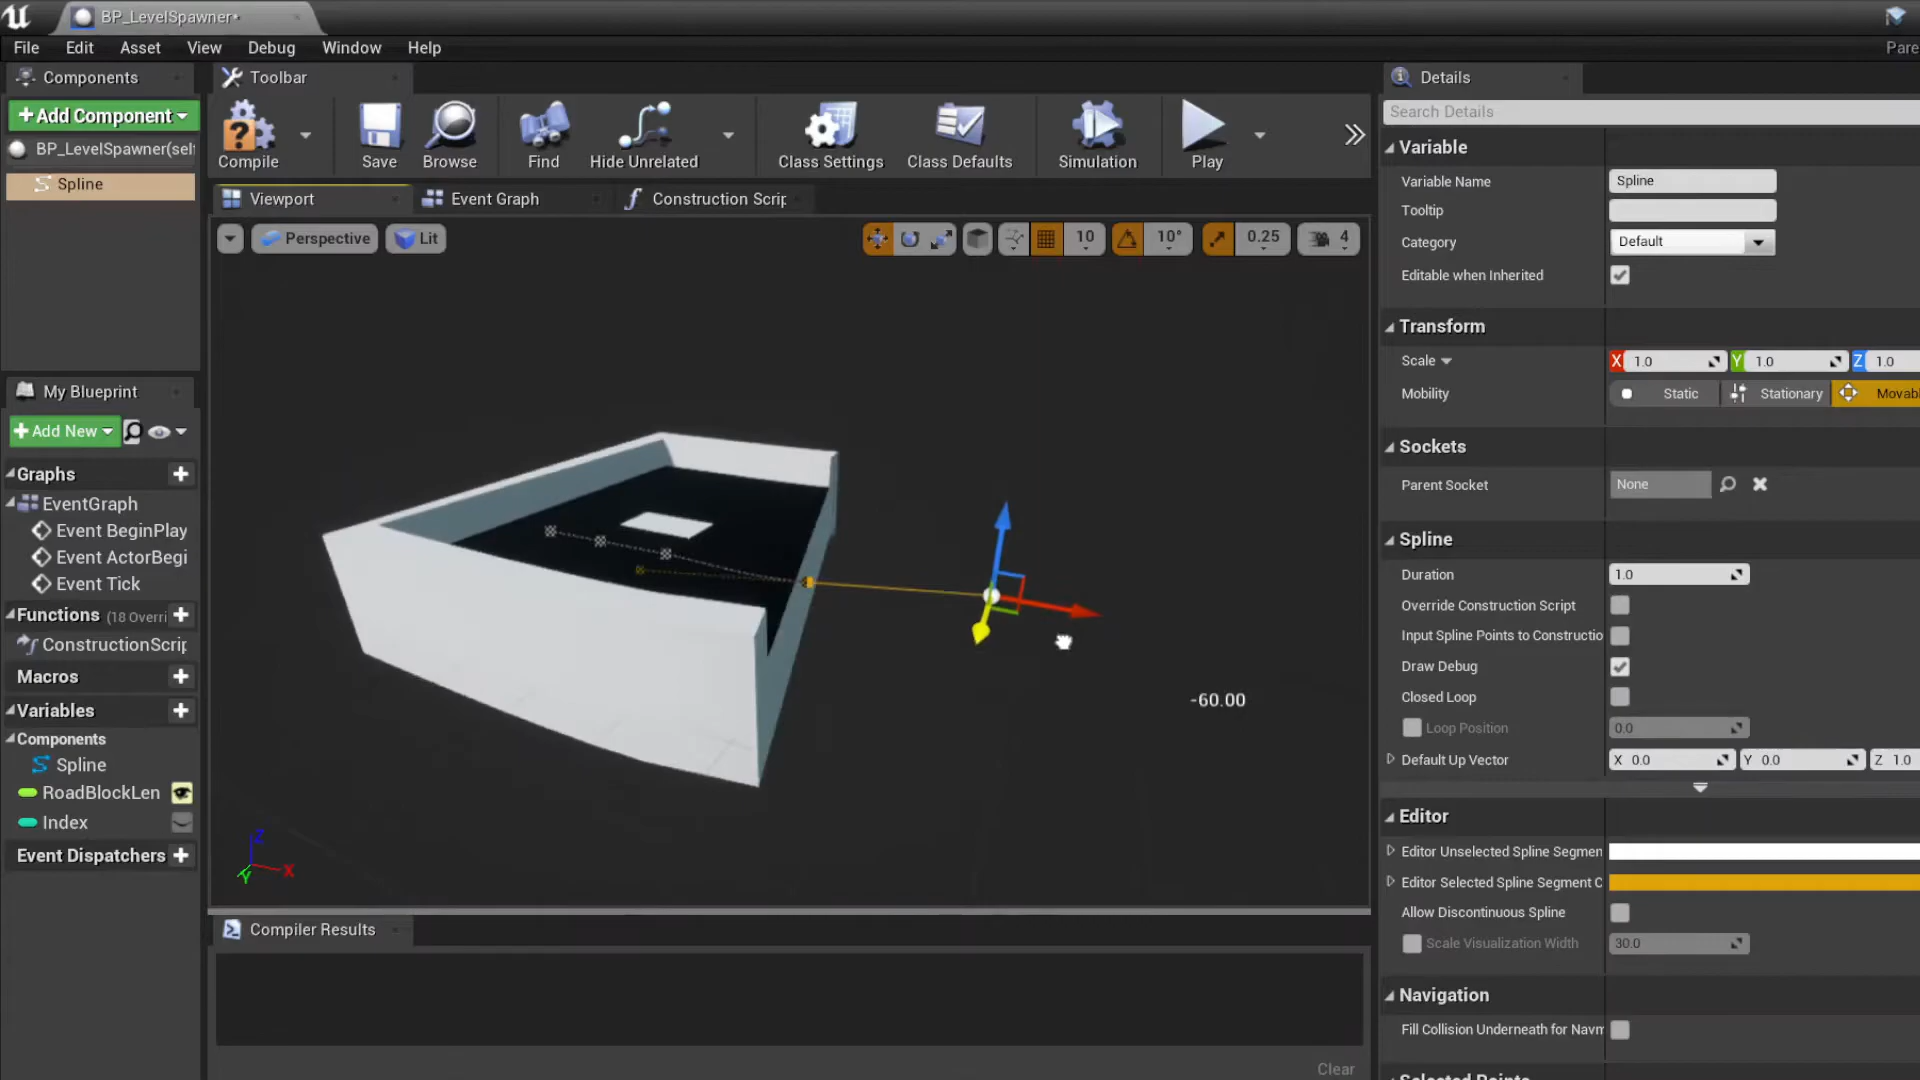 BP_LevelSpawner*
File Edit Asset View Debug Window Help
Pare
Components
+Add Component
BP_LevelSpawner(self
Spline
Toolbar
Compile
Save
Browse
Find
Hide Unrelated
Class Settings
Class Defaults
Simulation
Play
Viewport
Event Graph
Construction Scrip
Perspective
Lit
10
10°
0.25
4
-60.00
Z
X
Y
My Blueprint
+Add New
Graphs
EventGraph
Event BeginPlay
Event ActorBegi
Event Tick
Functions (18 Overri
ConstructionScrip
Macros
Variables
Components
Spline
RoadBlockLen
Index
Event Dispatchers
Compiler Results
Clear
Details
Search Details
Variable
Variable Name Spline
Tooltip
Category Default
Editable when Inherited
Transform
Scale X 1.0 Y 1.0 Z 1.0
Mobility Static Stationary Movabl
Sockets
Parent Socket None
Spline
Duration 1.0
Override Construction Script
Input Spline Points to Constructio
Draw Debug
Closed Loop
Loop Position 0.0
Default Up Vector X 0.0 Y 0.0 Z 1.0
Editor
Editor Unselected Spline Segmen
Editor Selected Spline Segment C
Allow Discontinuous Spline
Scale Visualization Width 30.0
Navigation
Fill Collision Underneath for Navm
Selected Points